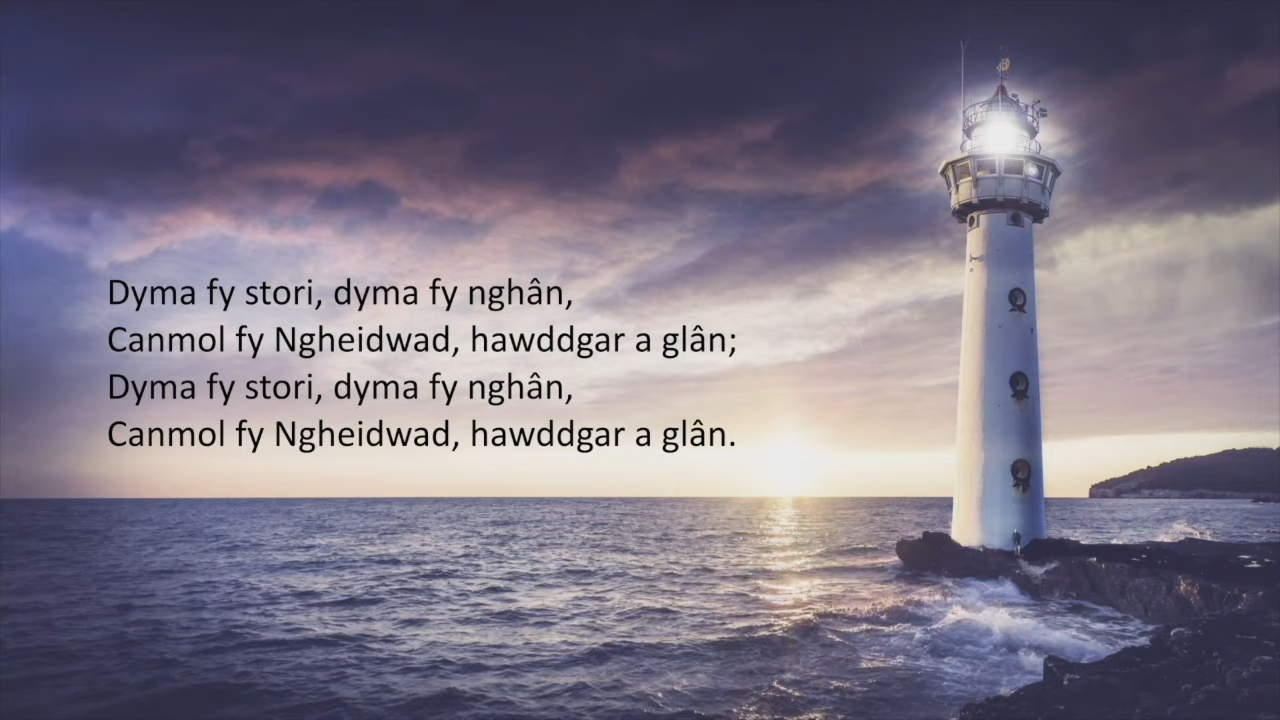 Dyma fy stori, dyma fy nghân,
Canmol fy Ngheidwad, hawddgar a glân;
Dyma fy stori, dyma fy nghân,
Canmol fy Ngheidwad, hawddgar a glân.